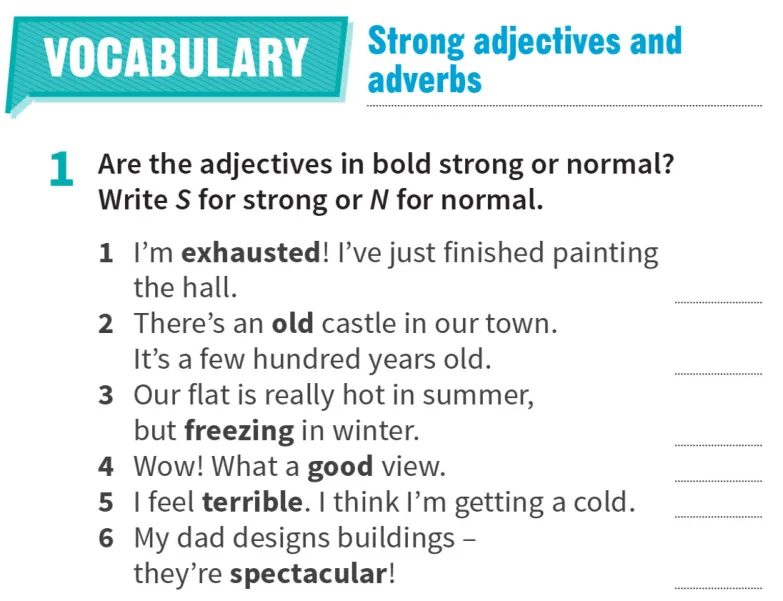 VOCABULARY
Strong adjectives and
adverbs
1 Are the adjectives in bold strong or normal?
Write S for strong or N for normal.
1 I’m exhausted! I’ve just finished painting
the hall.
2 There’s an old castle in our town.
It’s a few hundred years old.
3 Our flat is really hot in summer,
but freezing in winter.
4 Wow! What a good view.
5 I feel terrible. I think I’m getting a cold.
6 My dad designs buildings –
they’re spectacular!